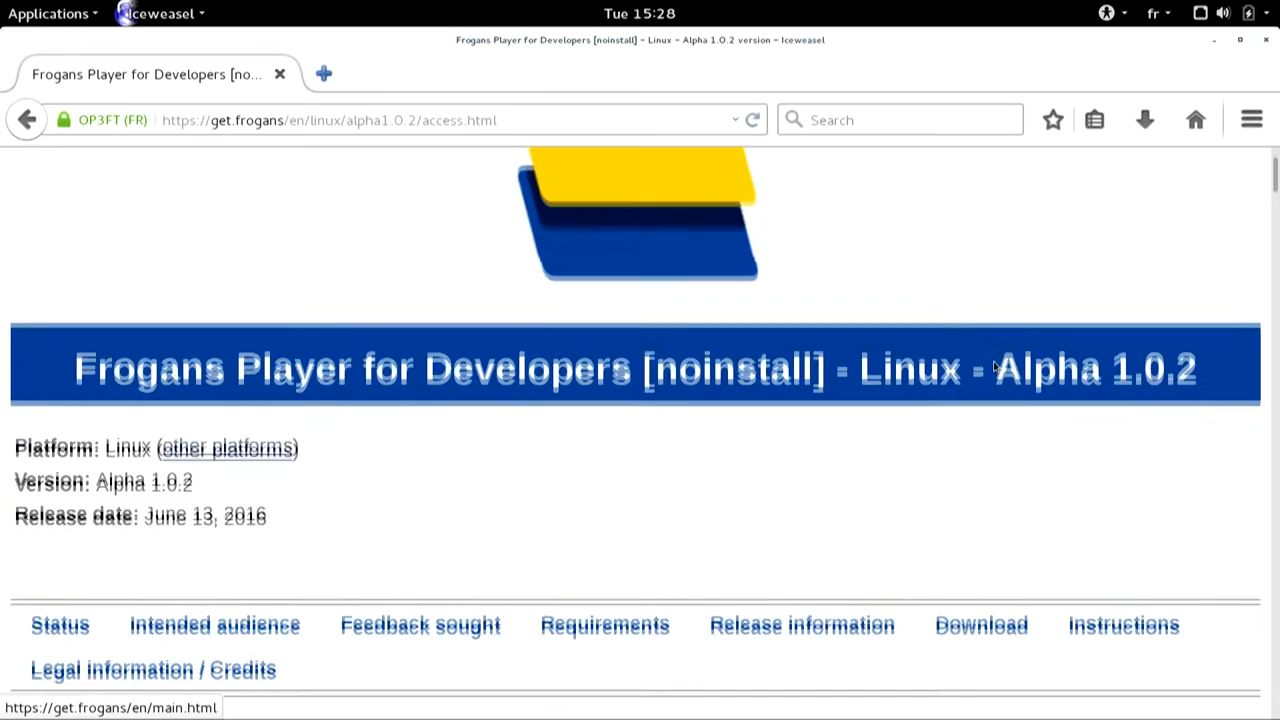 Applications Iceweasel Tue 15:28 fr
Frogans Player for Developers [noinstall] – Linux – Alpha 1.0.2 version – Iceweasel
Frogans Player for Developers [no...
OP3FT (FR) https://get.frogans/en/linux/alpha1.0.2/access.html Search
Frogans Player for Developers [noinstall] - Linux - Alpha 1.0.2
Platform: Linux (other platforms)
Version: Alpha 1.0.2
Release date: June 13, 2016
Status Intended audience Feedback sought Requirements Release information Download Instructions
Legal information / Credits
https://get.frogans/en/main.html